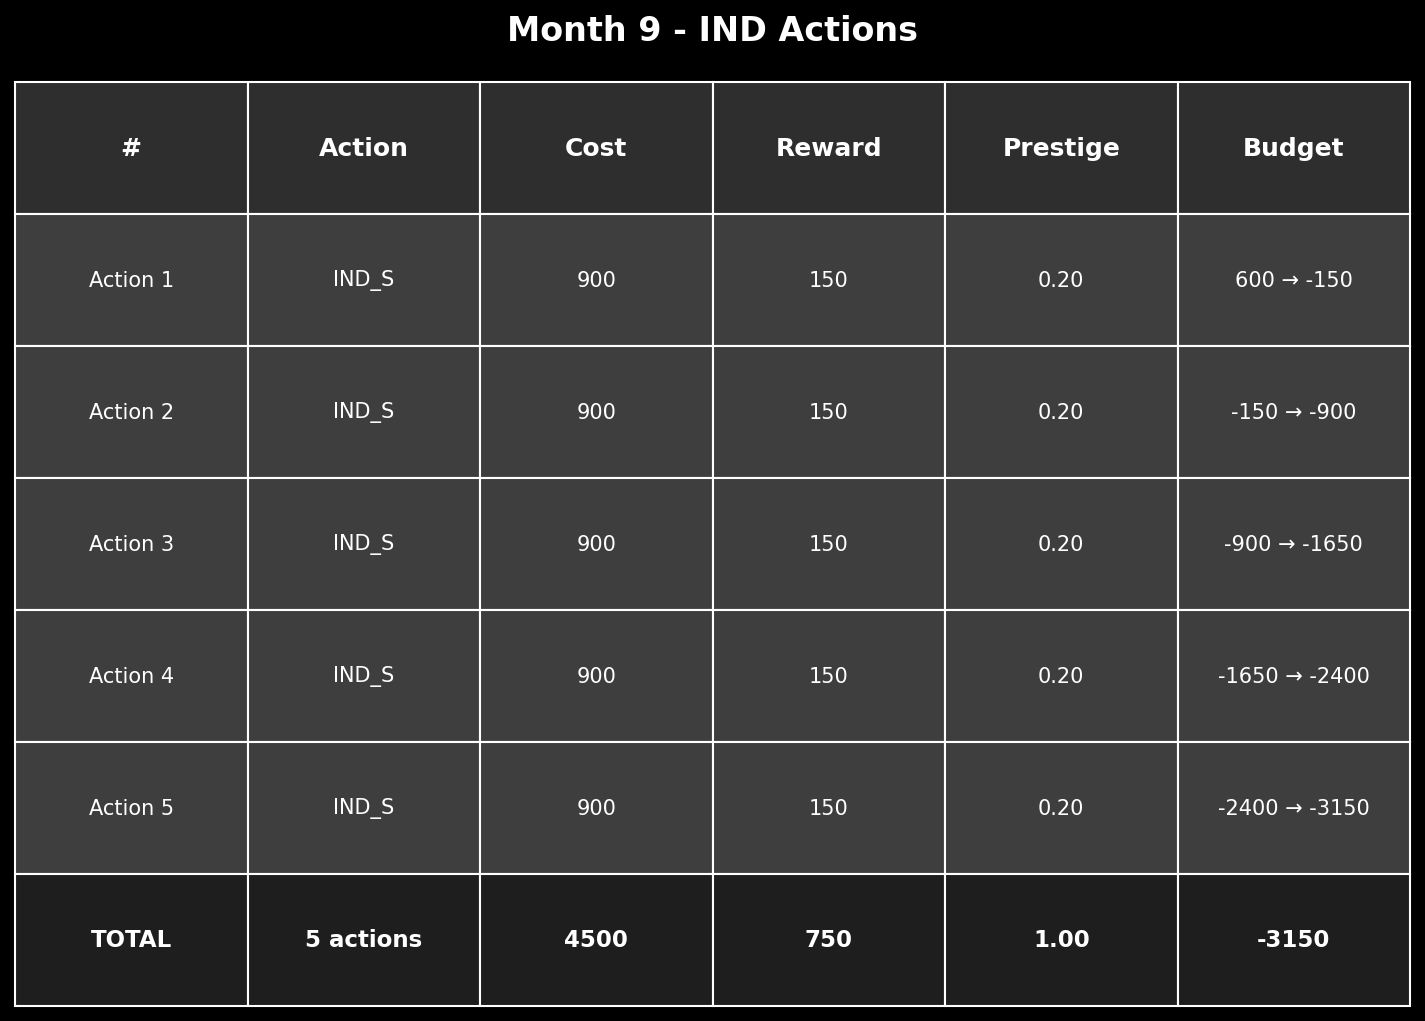 Month 9 - IND Actions
# Action Cost Reward Prestige Budget
Action 1 IND_S 900 150 0.20 600 → -150
Action 2 IND_S 900 150 0.20 -150 → -900
Action 3 IND_S 900 150 0.20 -900 → -1650
Action 4 IND_S 900 150 0.20 -1650 → -2400
Action 5 IND_S 900 150 0.20 -2400 → -3150
TOTAL 5 actions 4500 750 1.00 -3150